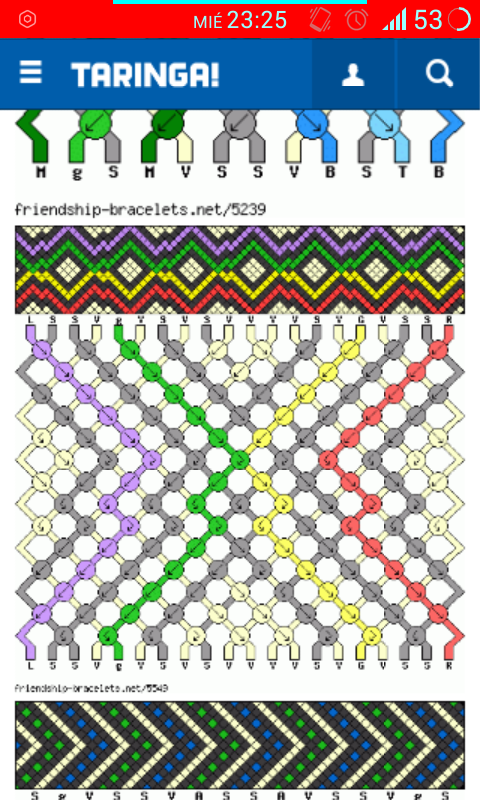 MIÉ 23:25
53
TARINGA!
M g S M V S S V B S T B
friendship-bracelets.net/5239
L S S V g T S V S V V T V S T G V S S R
L S S V g T S V S V V T V S T G V S S R
friendship-bracelets.net/5549
S g V S S V A S S A V S S V g S